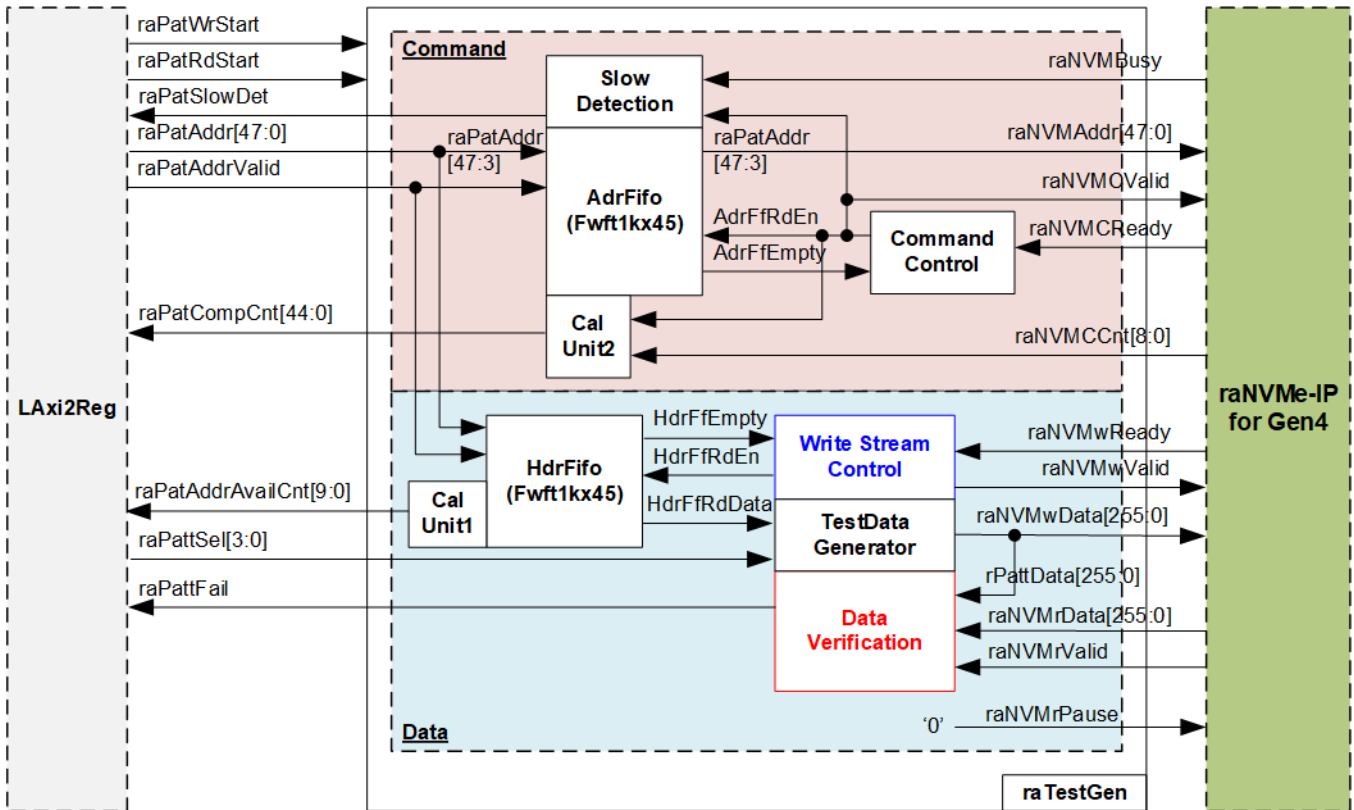 raPatWrStart
raPatRdStart
raPatSlowDet
raPatAddr[47:0]
raPatAddrValid
raPatCompCnt[44:0]
LAxi2Reg
raPatAddrAvailCnt[9:0]
raPattSel[3:0]
raPattFail
Command
Slow
Detection
raPatAddr
[47:3]
AdrFifo
(Fwft1kx45)
raPatAddr
[47:3]
AdrFfRdEn
AdrFfEmpty
Command
Control
Cal
Unit2
raNVMBusy
raNVMAddr[47:0]
raNVMCValid
raNVMCReady
raNVMCCnt[8:0]
HdrFifo
(Fwft1kx45)
Cal
Unit1
HdrFfEmpty
HdrFfRdEn
HdrFfRdData
Write Stream
Control
TestData
Generator
Data
Verification
raNVMwReady
raNVMwValid
raNVMwData[255:0]
rPattData[255:0]
raNVMrData[255:0]
raNVMrValid
'0'
raNVMrPause
Data
raTestGen
raNVMe-IP
for Gen4